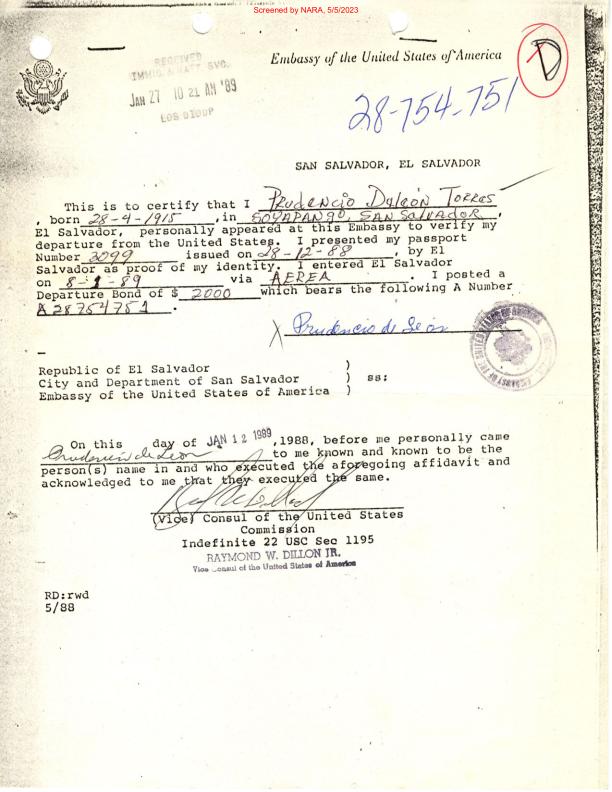 Screened by NARA, 5/5/2023
Embassy of the United States of America
RECEIVED
IMMIG. & NAT. SVC.
JAN 27 10 21 AM '89
D
28-754-751
SAN SALVADOR, EL SALVADOR
This is to certify that I Prudencio Deleón Torres
, born 28-4-1915 ,in SOYAPANGO, SAN SALVADOR ,
El Salvador, personally appeared at this Embassy to verify my
departure from the United States. I presented my passport
Number 3099 issued on 28-12-88 , by El
Salvador as proof of my identity. I entered El Salvador
on 8-1-89 via AEREA . I posted a
Departure Bond of $ 2000 which bears the following A Number
A28754751 .
X Prudencio de León
Republic of El Salvador )
City and Department of San Salvador ) ss:
Embassy of the United States of America )
On this day of JAN 12 1989 ,1988, before me personally came
Prudencio de Leon to me known and known to be the
person(s) name in and who executed the aforegoing affidavit and
acknowledged to me that they executed the same.
(Vice) Consul of the United States
Commission
Indefinite 22 USC Sec 1195
RAYMOND W. DILLON JR.
Vice Consul of the United States of America
RD:rwd
5/88